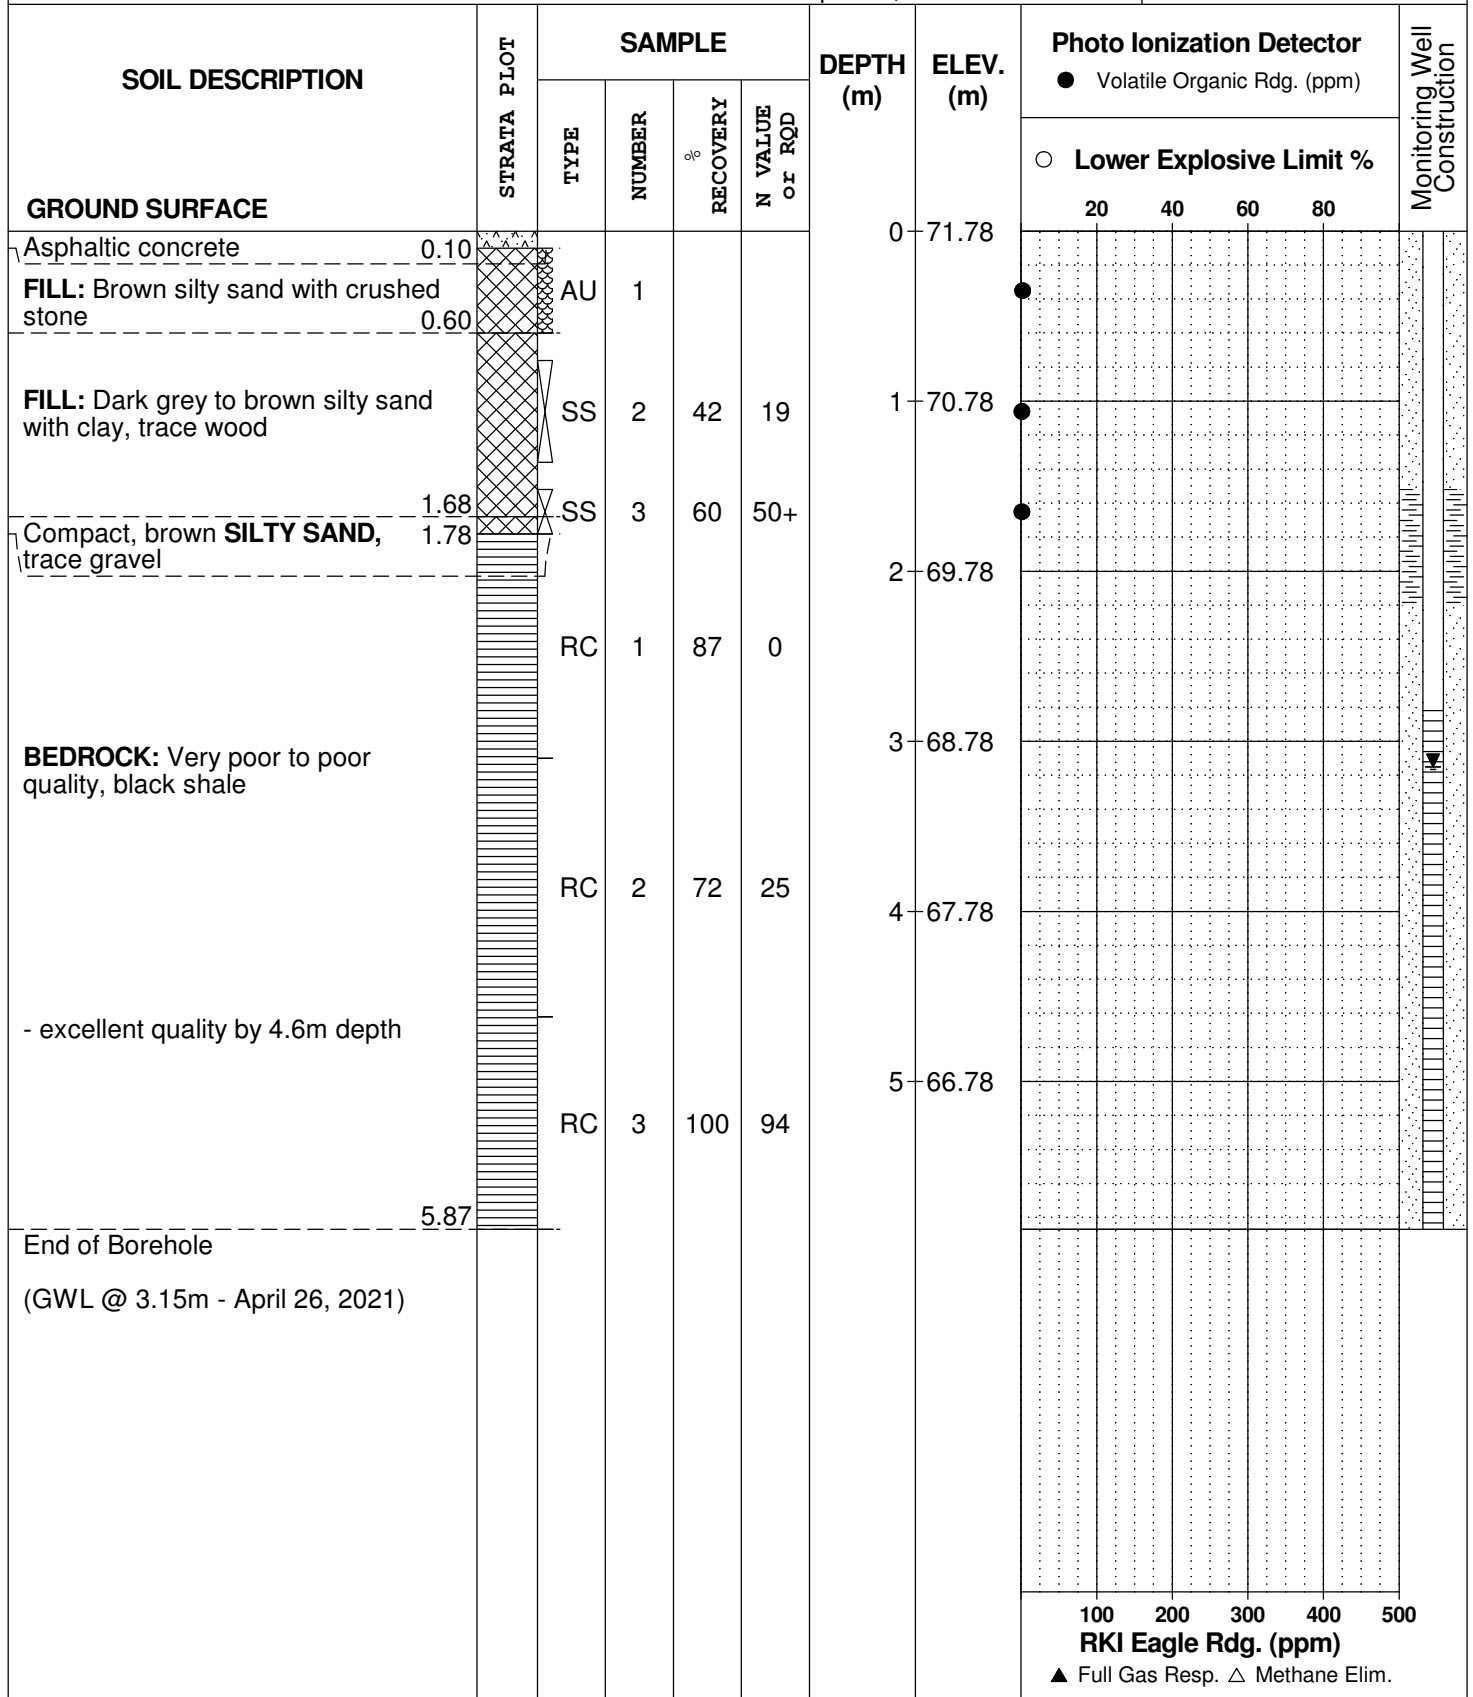 SOIL DESCRIPTION
GROUND SURFACE
STRATA PLOT
SAMPLE
TYPE
NUMBER
%
RECOVERY
N VALUE
or RQD
DEPTH
(m)
ELEV.
(m)
Photo Ionization Detector
● Volatile Organic Rdg. (ppm)
○ Lower Explosive Limit %
20 40 60 80
Monitoring Well
Construction
0 71.78
Asphaltic concrete 0.10
FILL: Brown silty sand with crushed
stone 0.60
AU 1
FILL: Dark grey to brown silty sand
with clay, trace wood
SS 2 42 19
1 70.78
1.68
SS 3 60 50+
Compact, brown SILTY SAND, 1.78
trace gravel
2 69.78
RC 1 87 0
BEDROCK: Very poor to poor
quality, black shale
3 68.78
RC 2 72 25
4 67.78
- excellent quality by 4.6m depth
5 66.78
RC 3 100 94
5.87
End of Borehole
(GWL @ 3.15m - April 26, 2021)
100 200 300 400 500
RKI Eagle Rdg. (ppm)
▲ Full Gas Resp. △ Methane Elim.